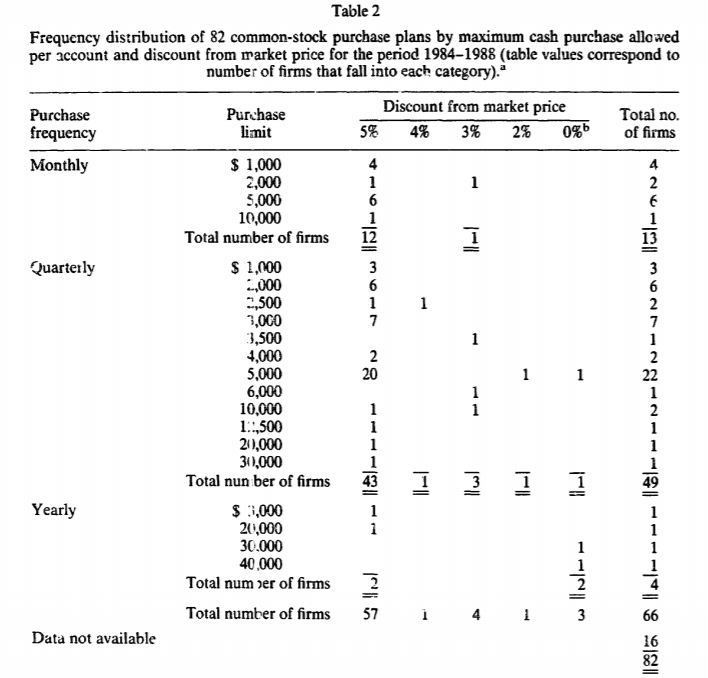 Table 2
Frequency distribution of 82 common-stock purchase plans by maximum cash purchase allowed
per account and discount from market price for the period 1984–1988 (table values correspond to
number of firms that fall into each category).ª
Purchase Purchase Discount from market price Total no.
frequency limit 5% 4% 3% 2% 0%ᵇ of firms
Monthly $ 1,000 4 4
2,000 1 1 2
5,000 6 6
10,000 1 1
Total number of firms 12 1 13
Quarterly $ 1,000 3 3
2,000 6 6
2,500 1 1 2
3,000 7 7
3,500 1 1
4,000 2 2
5,000 20 1 1 22
6,000 1 1
10,000 1 1 2
12,500 1 1
20,000 1 1
30,000 1 1
Total number of firms 43 1 3 1 1 49
Yearly $ 3,000 1 1
20,000 1 1
30.000 1 1
40,000 1 1
Total number of firms 2 2 4
Total number of firms 57 1 4 1 3 66
Data not available 16
82